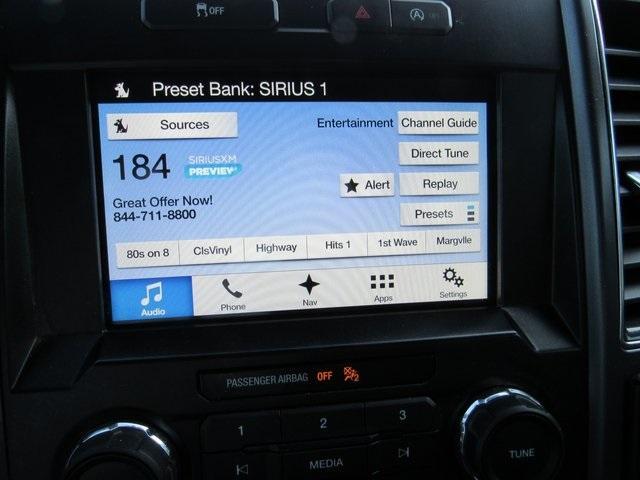 OFF
Preset Bank: SIRIUS 1
Sources
Entertainment
Channel Guide
184
SIRIUSXM
PREVIEW
Direct Tune
Alert
Replay
Great Offer Now!
844-711-8800
Presets
80s on 8
ClsVinyl
Highway
Hits 1
1st Wave
Margvlle
Audio
Phone
Nav
Apps
Settings
PASSENGER AIRBAG OFF
2
1
2
3
MEDIA
TUNE